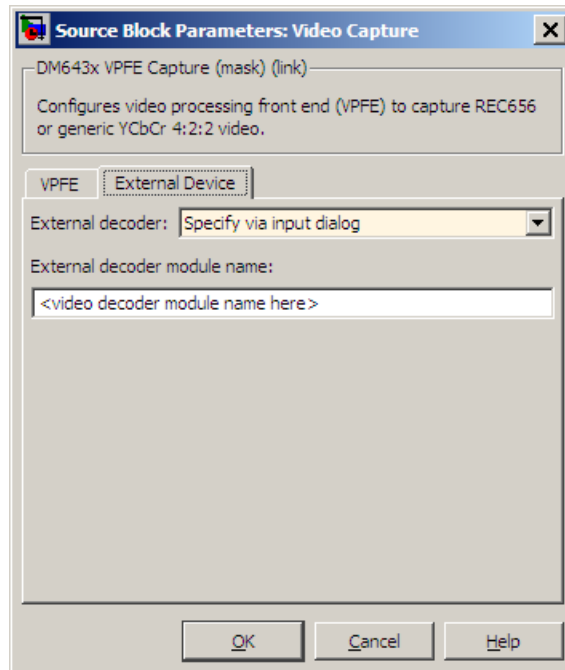 Source Block Parameters: Video Capture
DM643x VPFE Capture (mask) (link)
Configures video processing front end (VPFE) to capture REC656
or generic YCbCr 4:2:2 video.
VPFE
External Device
External decoder: Specify via input dialog
External decoder module name:
<video decoder module name here>
OK
Cancel
Help